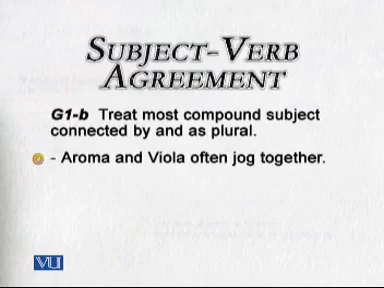 SUBJECT-VERB
AGREEMENT
G1-b Treat most compound subject
connected by and as plural.
- Aroma and Viola often jog together.
VU